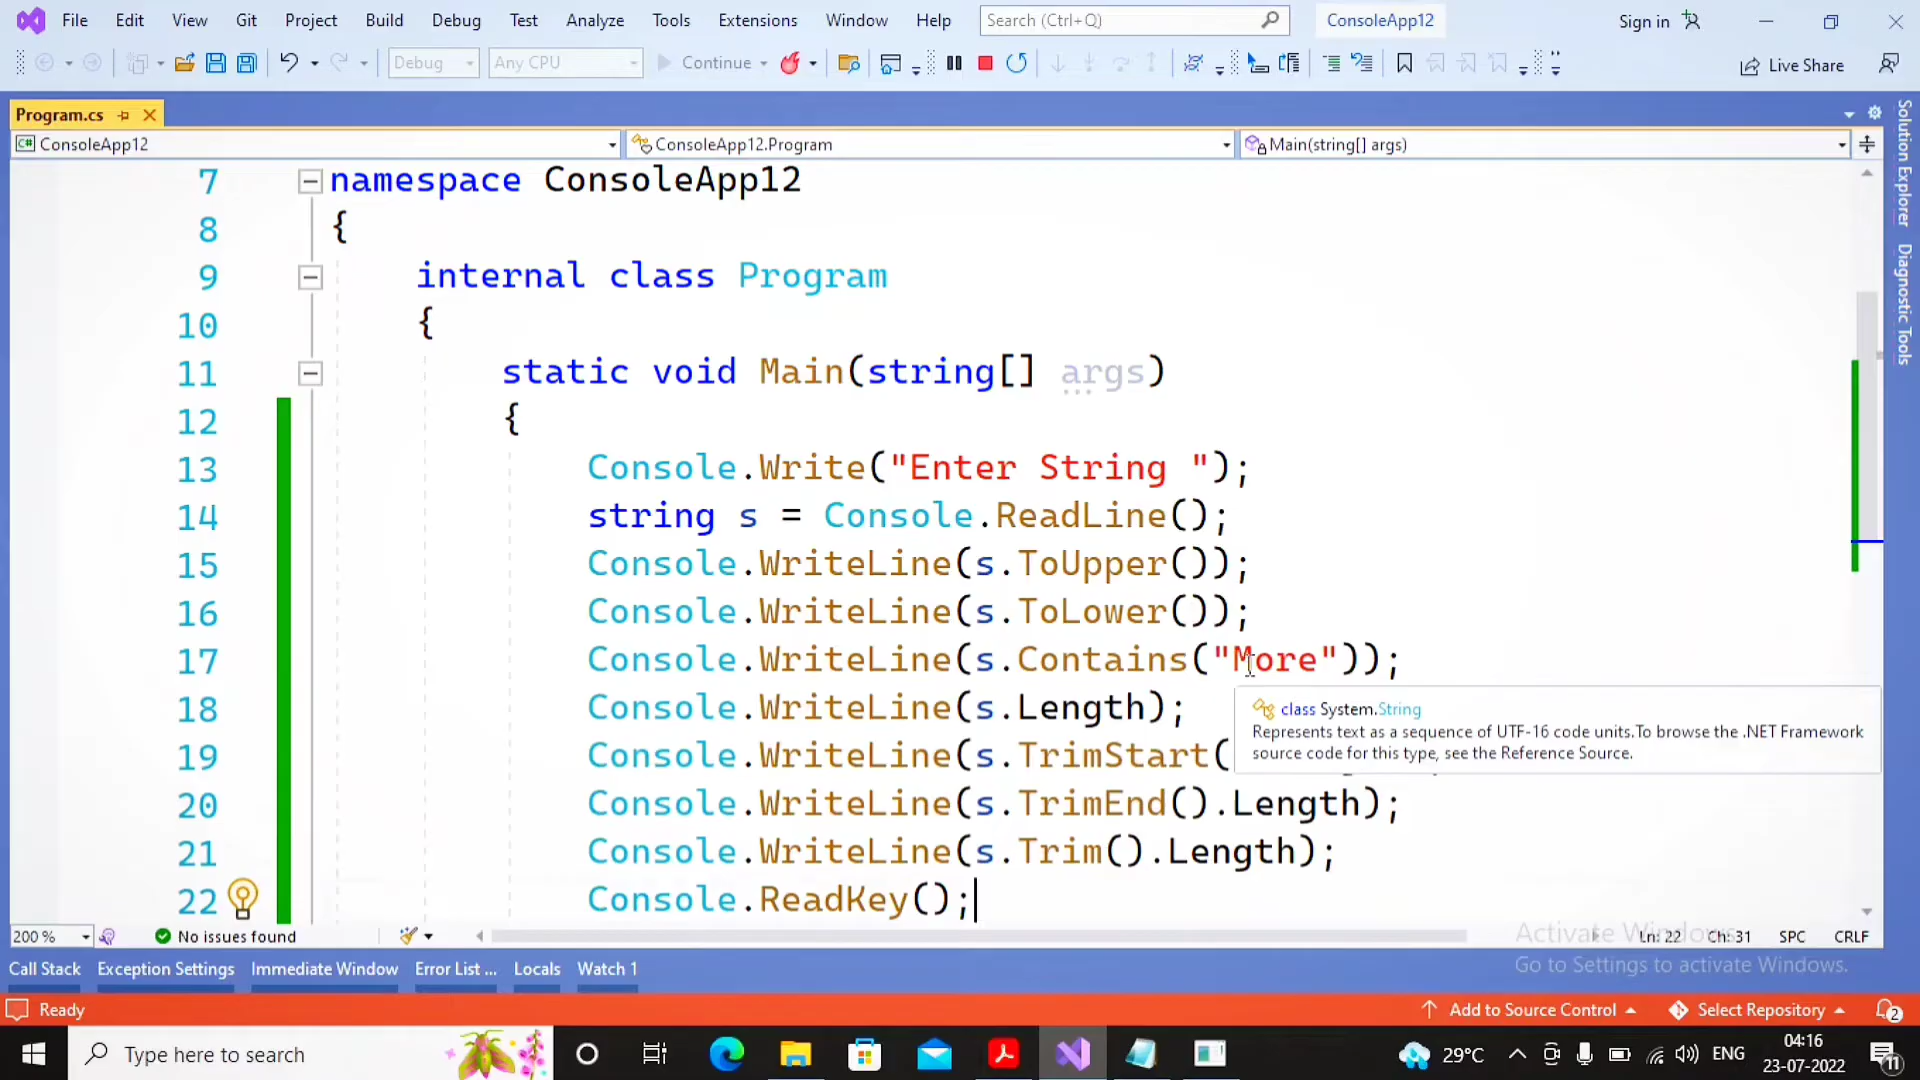 File Edit View Git Project Build Debug Test Analyze Tools Extensions Window Help Search (Ctrl+Q) ConsoleApp12 Sign in
Debug Any CPU Continue Live Share
Program.cs
ConsoleApp12 ConsoleApp12.Program Main(string[] args)
Solution Explorer
Diagnostic Tools
7 namespace ConsoleApp12
8 {
9 internal class Program
10 {
11 static void Main(string[] args)
12 {
13 Console.Write("Enter String ");
14 string s = Console.ReadLine();
15 Console.WriteLine(s.ToUpper());
16 Console.WriteLine(s.ToLower());
17 Console.WriteLine(s.Contains("More"));
18 Console.WriteLine(s.Length);
class System.String
Represents text as a sequence of UTF-16 code units.To browse the .NET Framework
source code for this type, see the Reference Source.
19 Console.WriteLine(s.TrimStart(
20 Console.WriteLine(s.TrimEnd().Length);
21 Console.WriteLine(s.Trim().Length);
22 Console.ReadKey();
200 % No issues found Ln: 22 Ch: 31 SPC CRLF
Activate Windows
Go to Settings to activate Windows.
Call Stack Exception Settings Immediate Window Error List ... Locals Watch 1
Ready Add to Source Control Select Repository 2
Type here to search 29°C ENG 04:16
23-07-2022 11